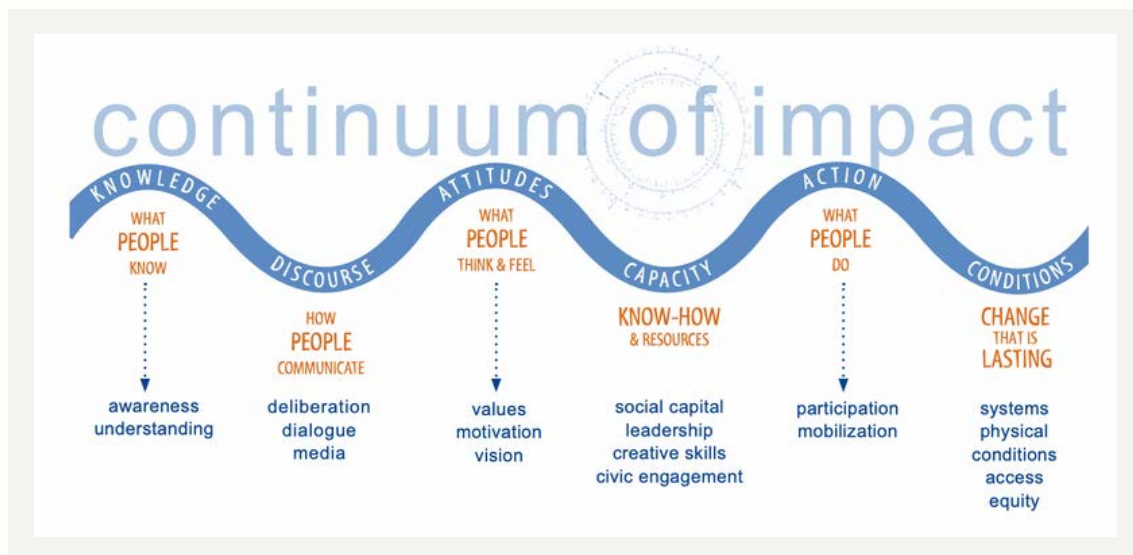 continuum of impact
KNOWLEDGE
WHAT
PEOPLE
KNOW
awareness
understanding
DISCOURSE
HOW
PEOPLE
COMMUNICATE
deliberation
dialogue
media
ATTITUDES
WHAT
PEOPLE
THINK & FEEL
values
motivation
vision
CAPACITY
KNOW-HOW
& RESOURCES
social capital
leadership
creative skills
civic engagement
ACTION
WHAT
PEOPLE
DO
participation
mobilization
CONDITIONS
CHANGE
THAT IS
LASTING
systems
physical
conditions
access
equity